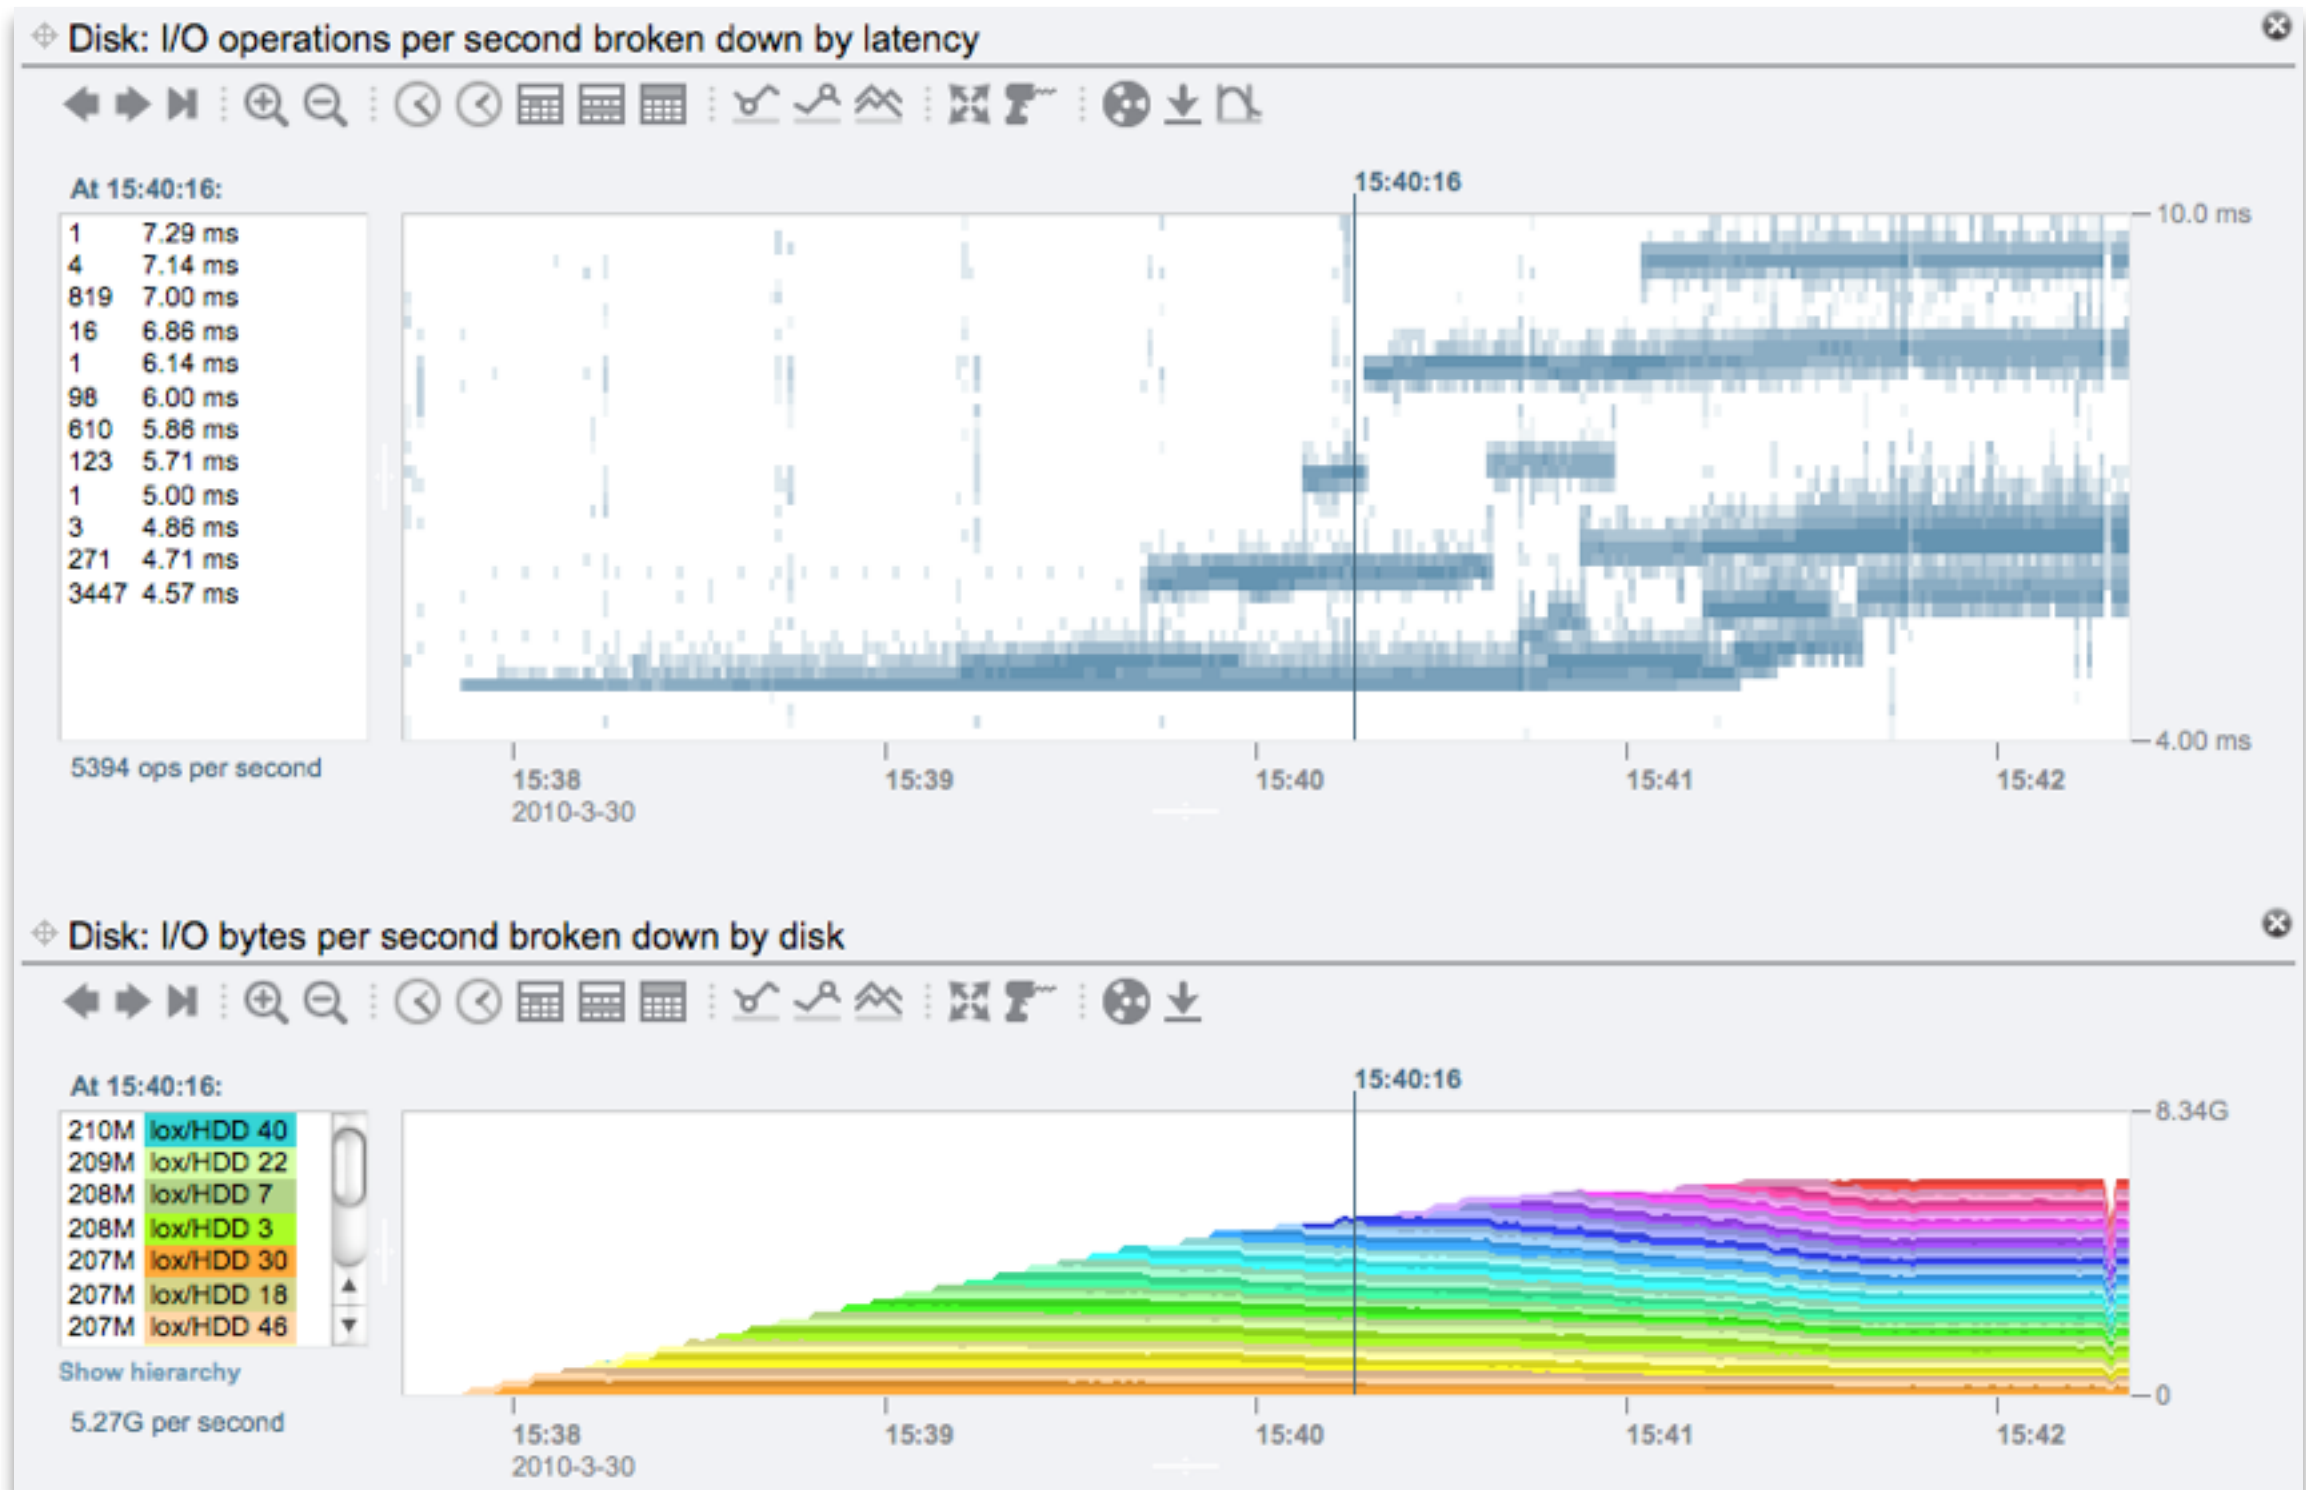 Disk: I/O operations per second broken down by latency
At 15:40:16:
15:40:16
1 7.29 ms
4 7.14 ms
819 7.00 ms
16 6.86 ms
1 6.14 ms
98 6.00 ms
610 5.86 ms
123 5.71 ms
1 5.00 ms
3 4.86 ms
271 4.71 ms
3447 4.57 ms
10.0 ms
4.00 ms
5394 ops per second
15:38 15:39 15:40 15:41 15:42
2010-3-30
Disk: I/O bytes per second broken down by disk
At 15:40:16:
15:40:16
210M lox/HDD 40
209M lox/HDD 22
208M lox/HDD 7
208M lox/HDD 3
207M lox/HDD 30
207M lox/HDD 18
207M lox/HDD 46
8.34G
0
Show hierarchy
5.27G per second
15:38 15:39 15:40 15:41 15:42
2010-3-30